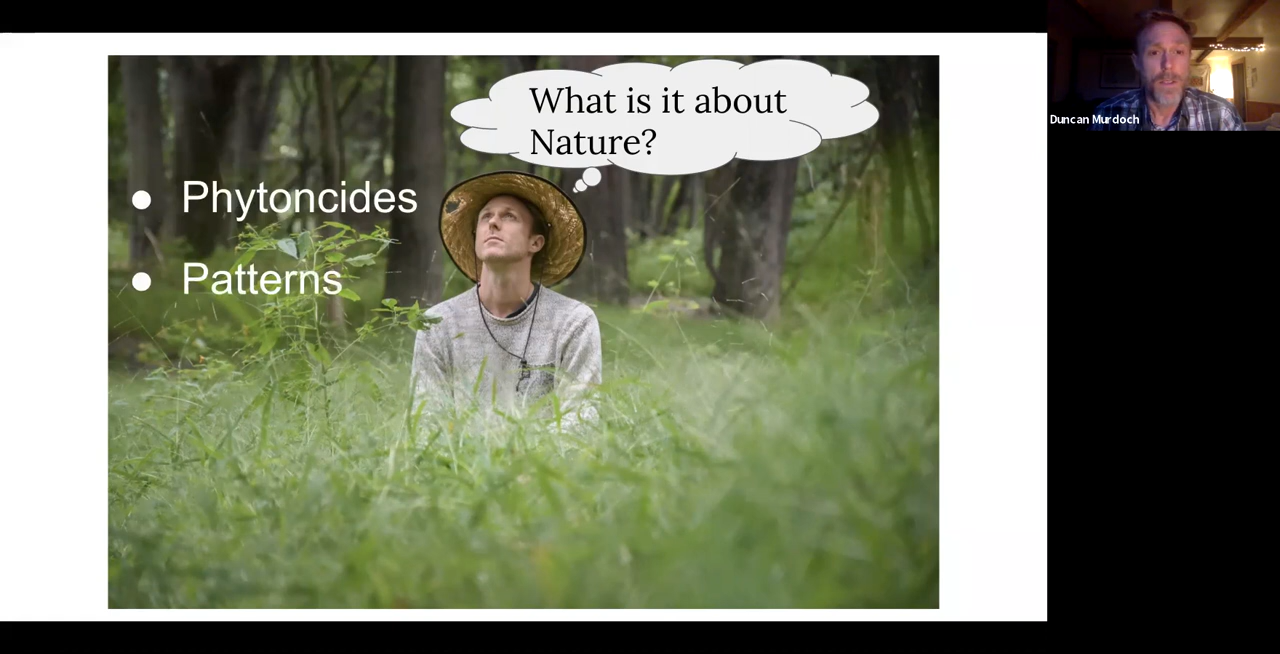 What is it about
Nature?
● Phytoncides
● Patterns
Duncan Murdoch